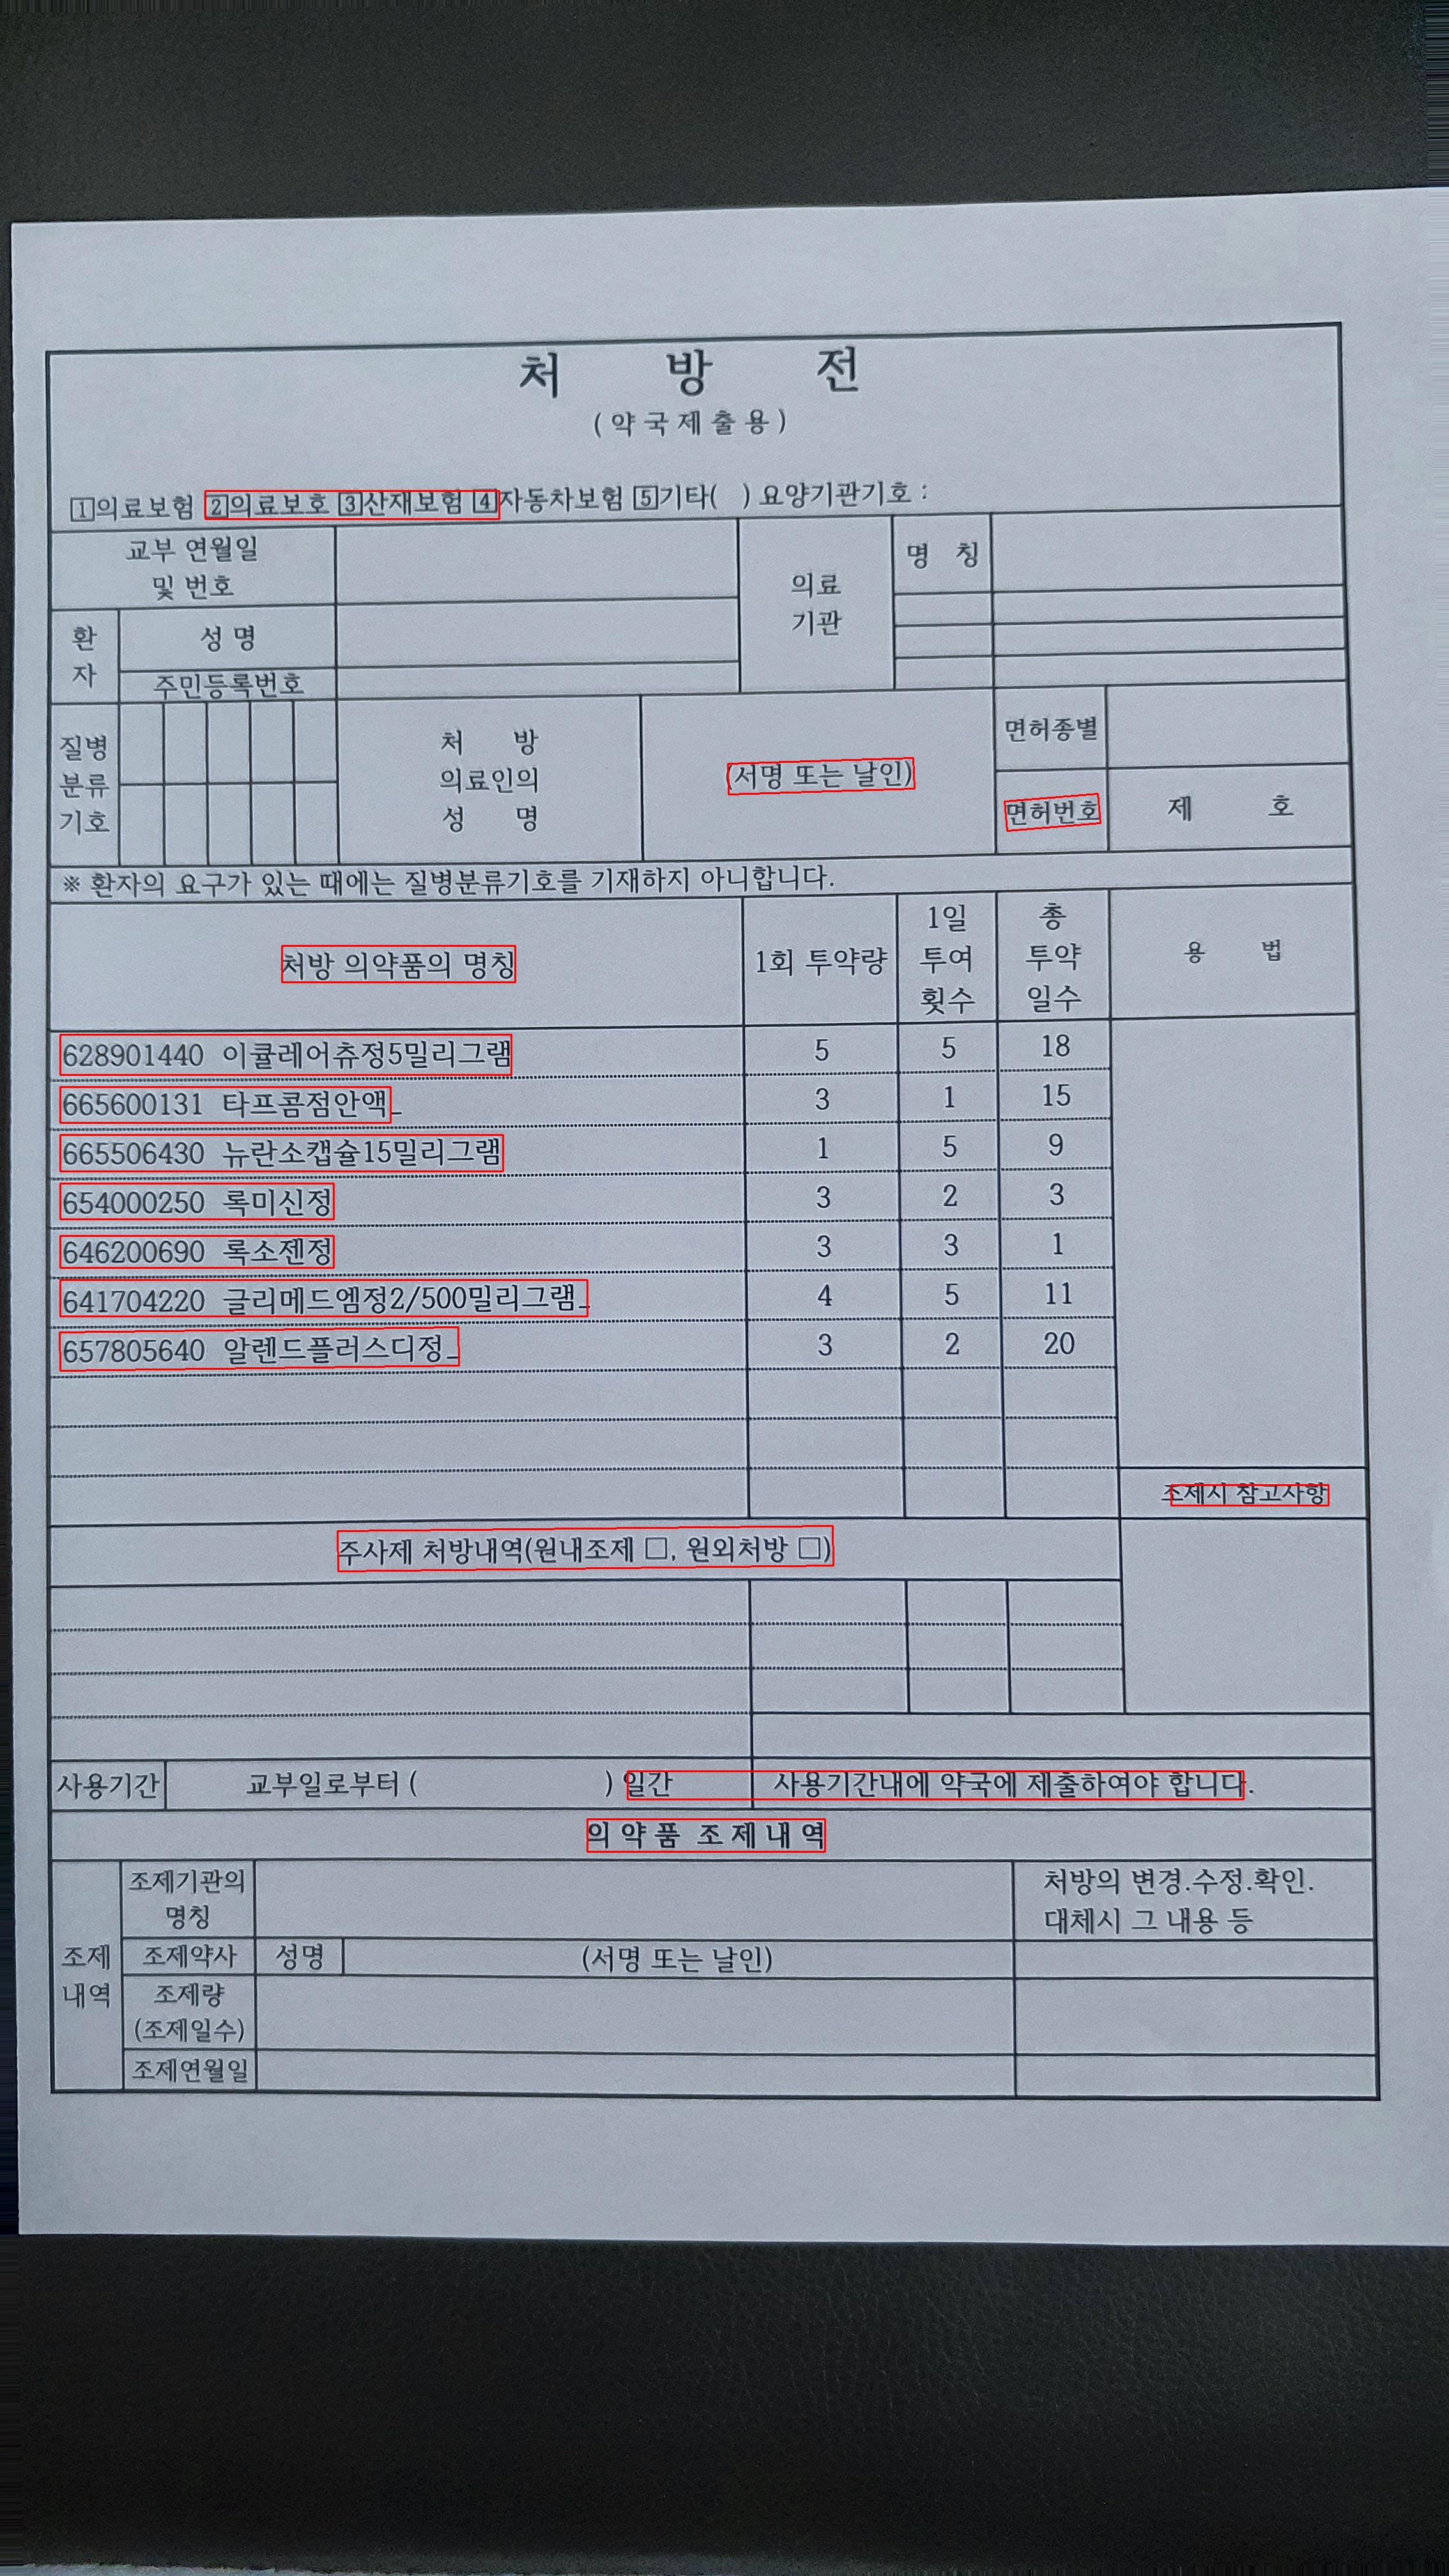 처 방 전
(약국제출용)
1의료보험 2의료보호 3산재보험 4자동차보험 5기타( ) 요양기관기호 :
교부 연월일 및 번호
의료 기관
명 칭
환자
성 명
주민등록번호
질병 분류 기호
처 방 의료인의 성 명
(서명 또는 날인)
면허종별
면허번호
제 호
※ 환자의 요구가 있는 때에는 질병분류기호를 기재하지 아니합니다.
처방 의약품의 명칭 1회 투약량 1일 투여 횟수 총 투약 일수 용 법
628901440 이큘레어츄정5밀리그램 5 5 18
665600131 타프콤점안액_ 3 1 15
665506430 뉴란소캡슐15밀리그램 1 5 9
654000250 록미신정 3 2 3
646200690 록소젠정 3 3 1
641704220 글리메드엠정2/500밀리그램_ 4 5 11
657805640 알렌드플러스디정_ 3 2 20
조제시 참고사항
주사제 처방내역(원내조제 □, 원외처방 □)
사용기간 교부일로부터 ( ) 일간 사용기간내에 약국에 제출하여야 합니다.
의 약 품 조 제 내 역
조제 내역
조제기관의 명칭
처방의 변경.수정.확인.
대체시 그 내용 등
조제약사 성명 (서명 또는 날인)
조제량
(조제일수)
조제연월일